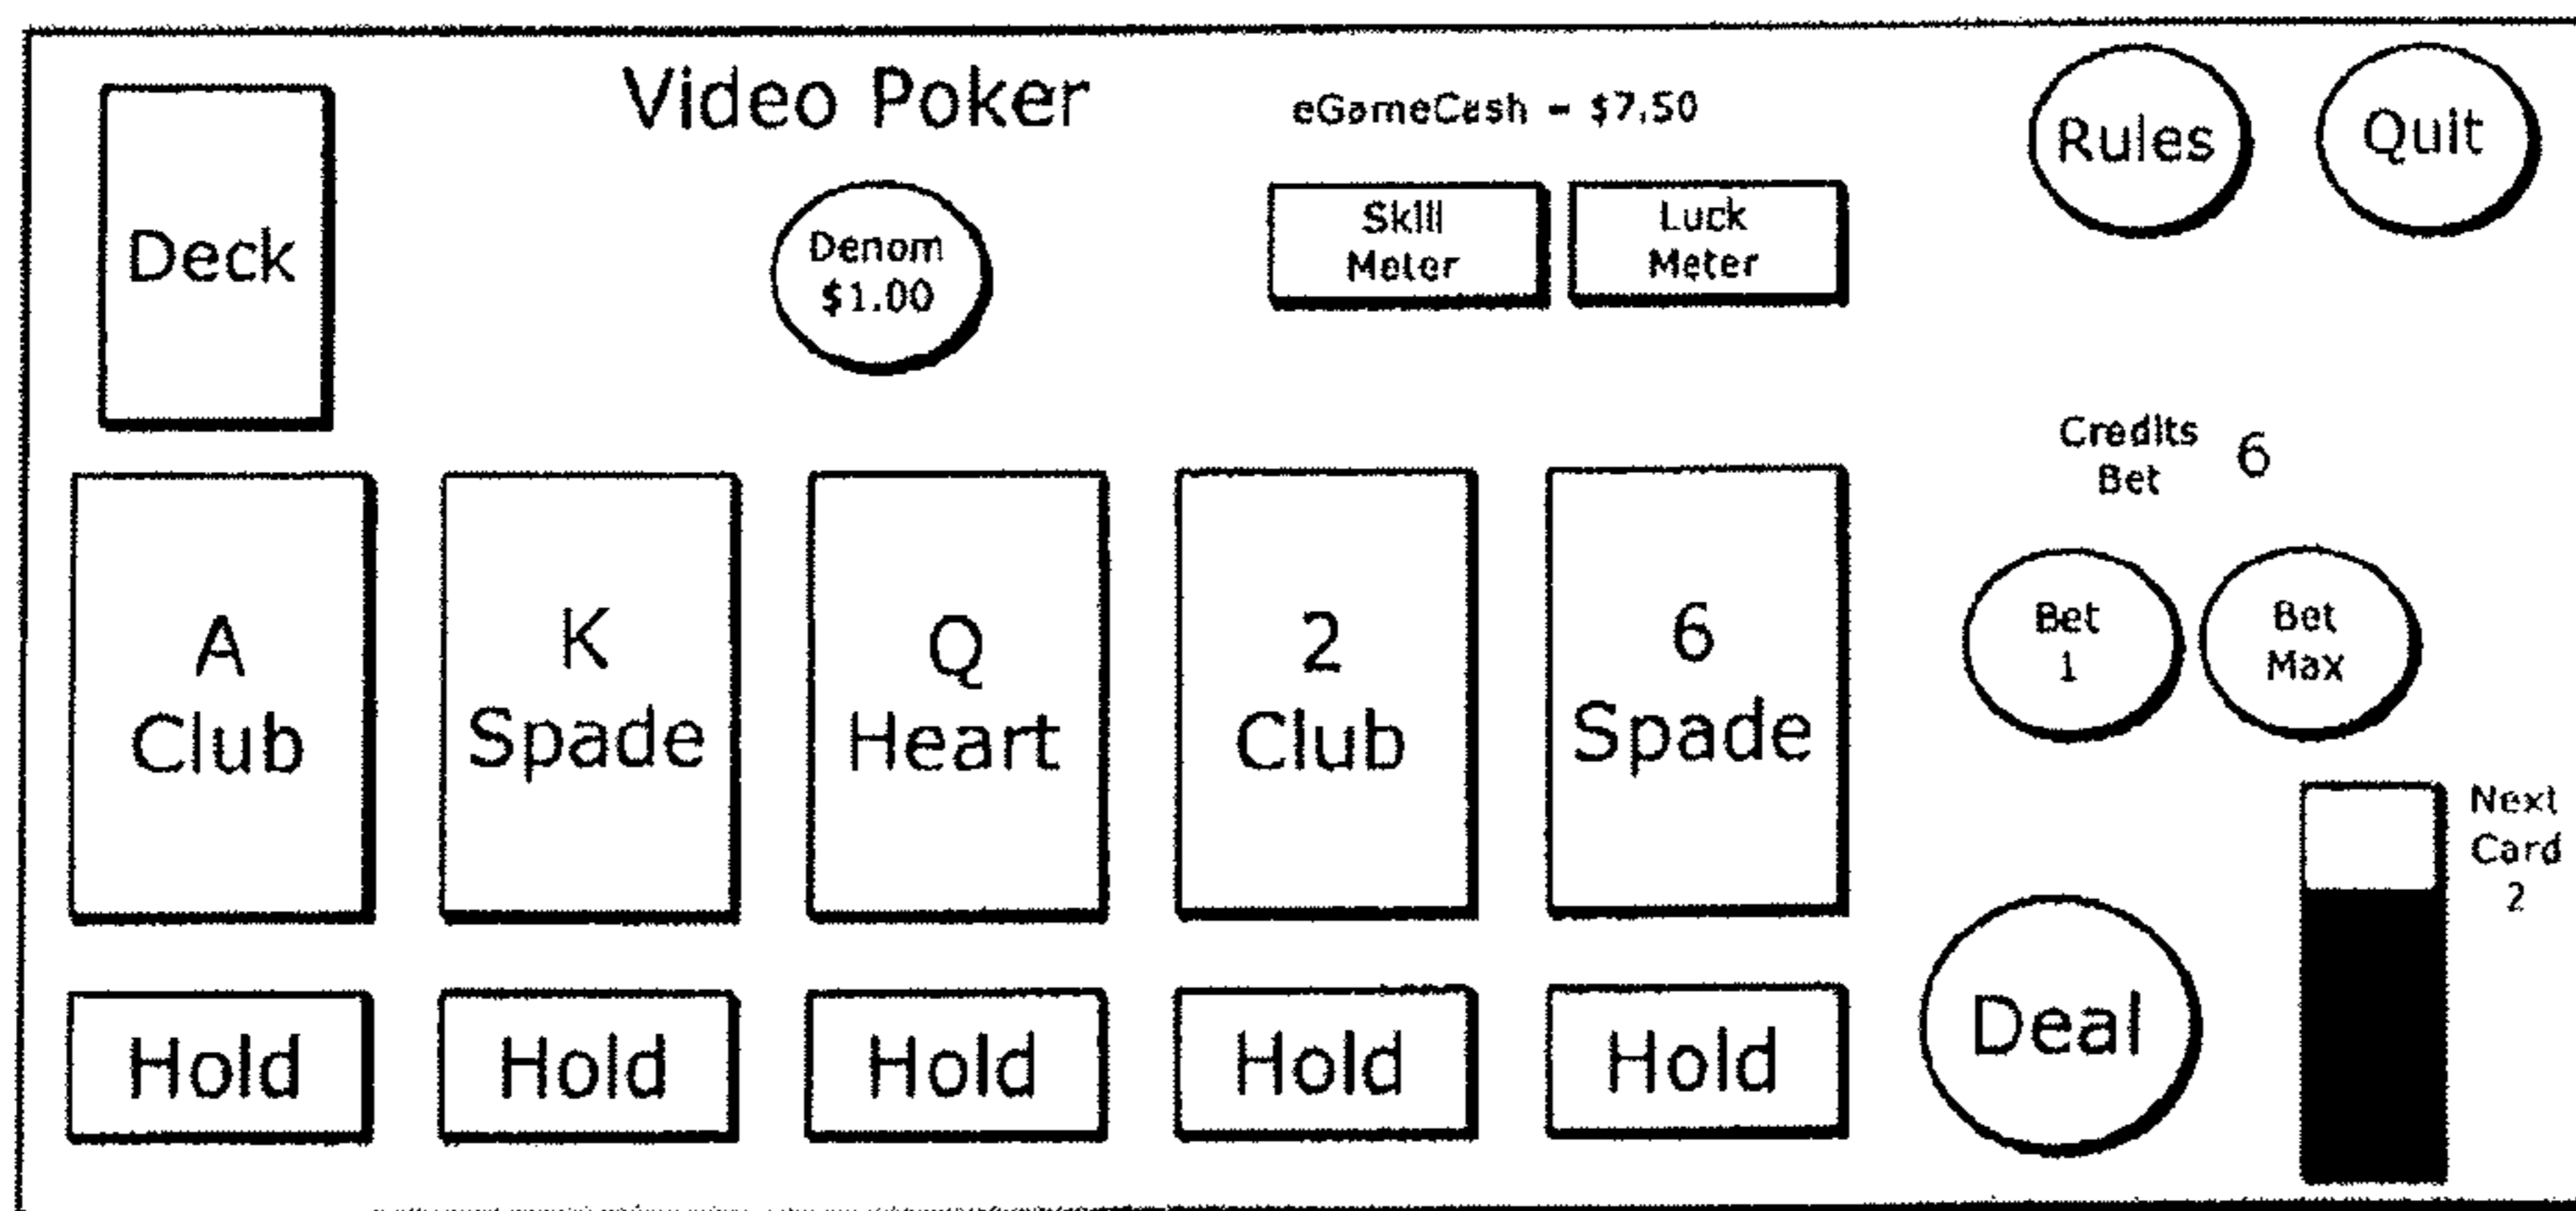 Video Poker
eGameCash - $7.50
Rules
Quit
Deck
Denom
$1.00
Skill
Meter
Luck
Meter
Credits
Bet
6
A
Club
K
Spade
Q
Heart
2
Club
6
Spade
Bet
1
Bet
Max
Next
Card
2
Hold
Hold
Hold
Hold
Hold
Deal